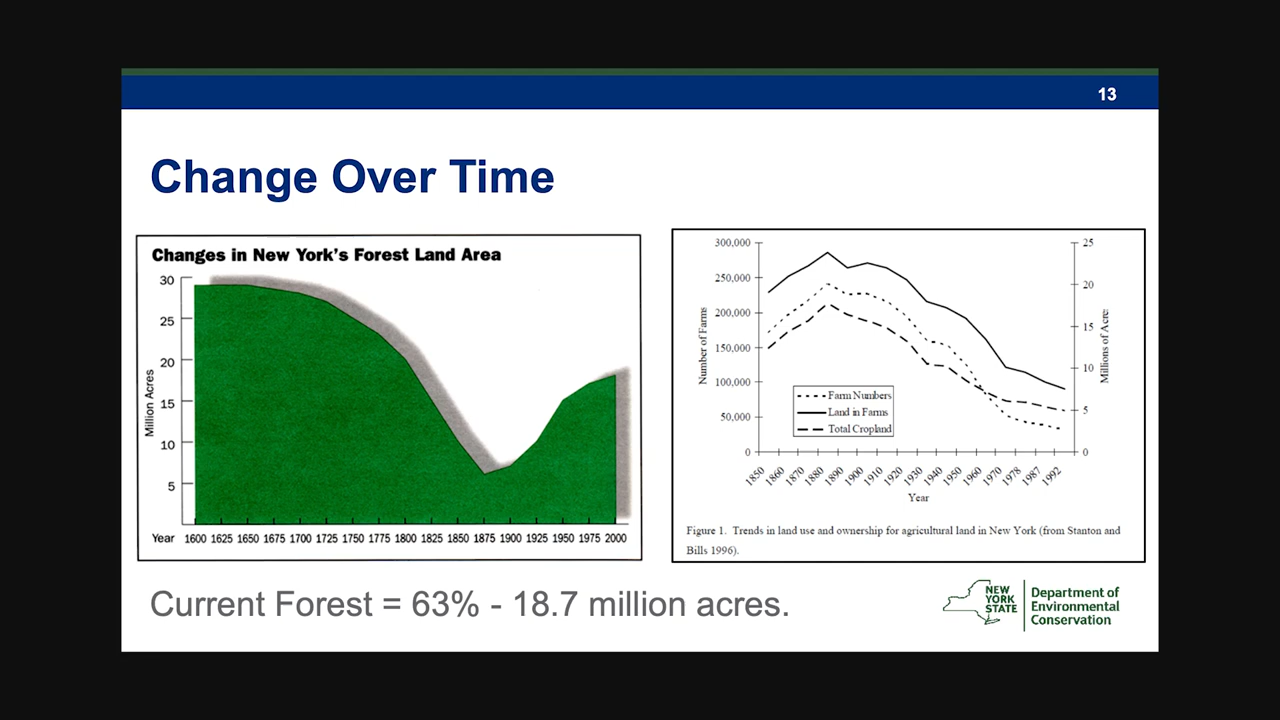 13
Change Over Time
Changes in New York's Forest Land Area
Million Acres
30
25
20
15
10
5
Year 1600 1625 1650 1675 1700 1725 1750 1775 1800 1825 1850 1875 1900 1925 1950 1975 2000
300,000
250,000
200,000
150,000
100,000
50,000
0
Number of Farms
25
20
15
10
5
0
Millions of Acre
Farm Numbers
Land in Farms
Total Cropland
1850 1860 1870 1880 1890 1900 1910 1920 1930 1940 1950 1960 1970 1978 1987 1992
Year
Figure 1. Trends in land use and ownership for agricultural land in New York (from Stanton and
Bills 1996).
Current Forest = 63% - 18.7 million acres.
NEW
YORK
STATE
Department of
Environmental
Conservation